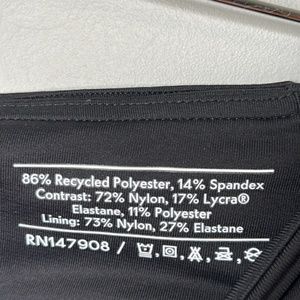 86% Recycled Polyester, 14% Spandex
Contrast: 72% Nylon, 17% Lycra®
Elastane, 11% Polyester
Lining: 73% Nylon, 27% Elastane
RN147908 /